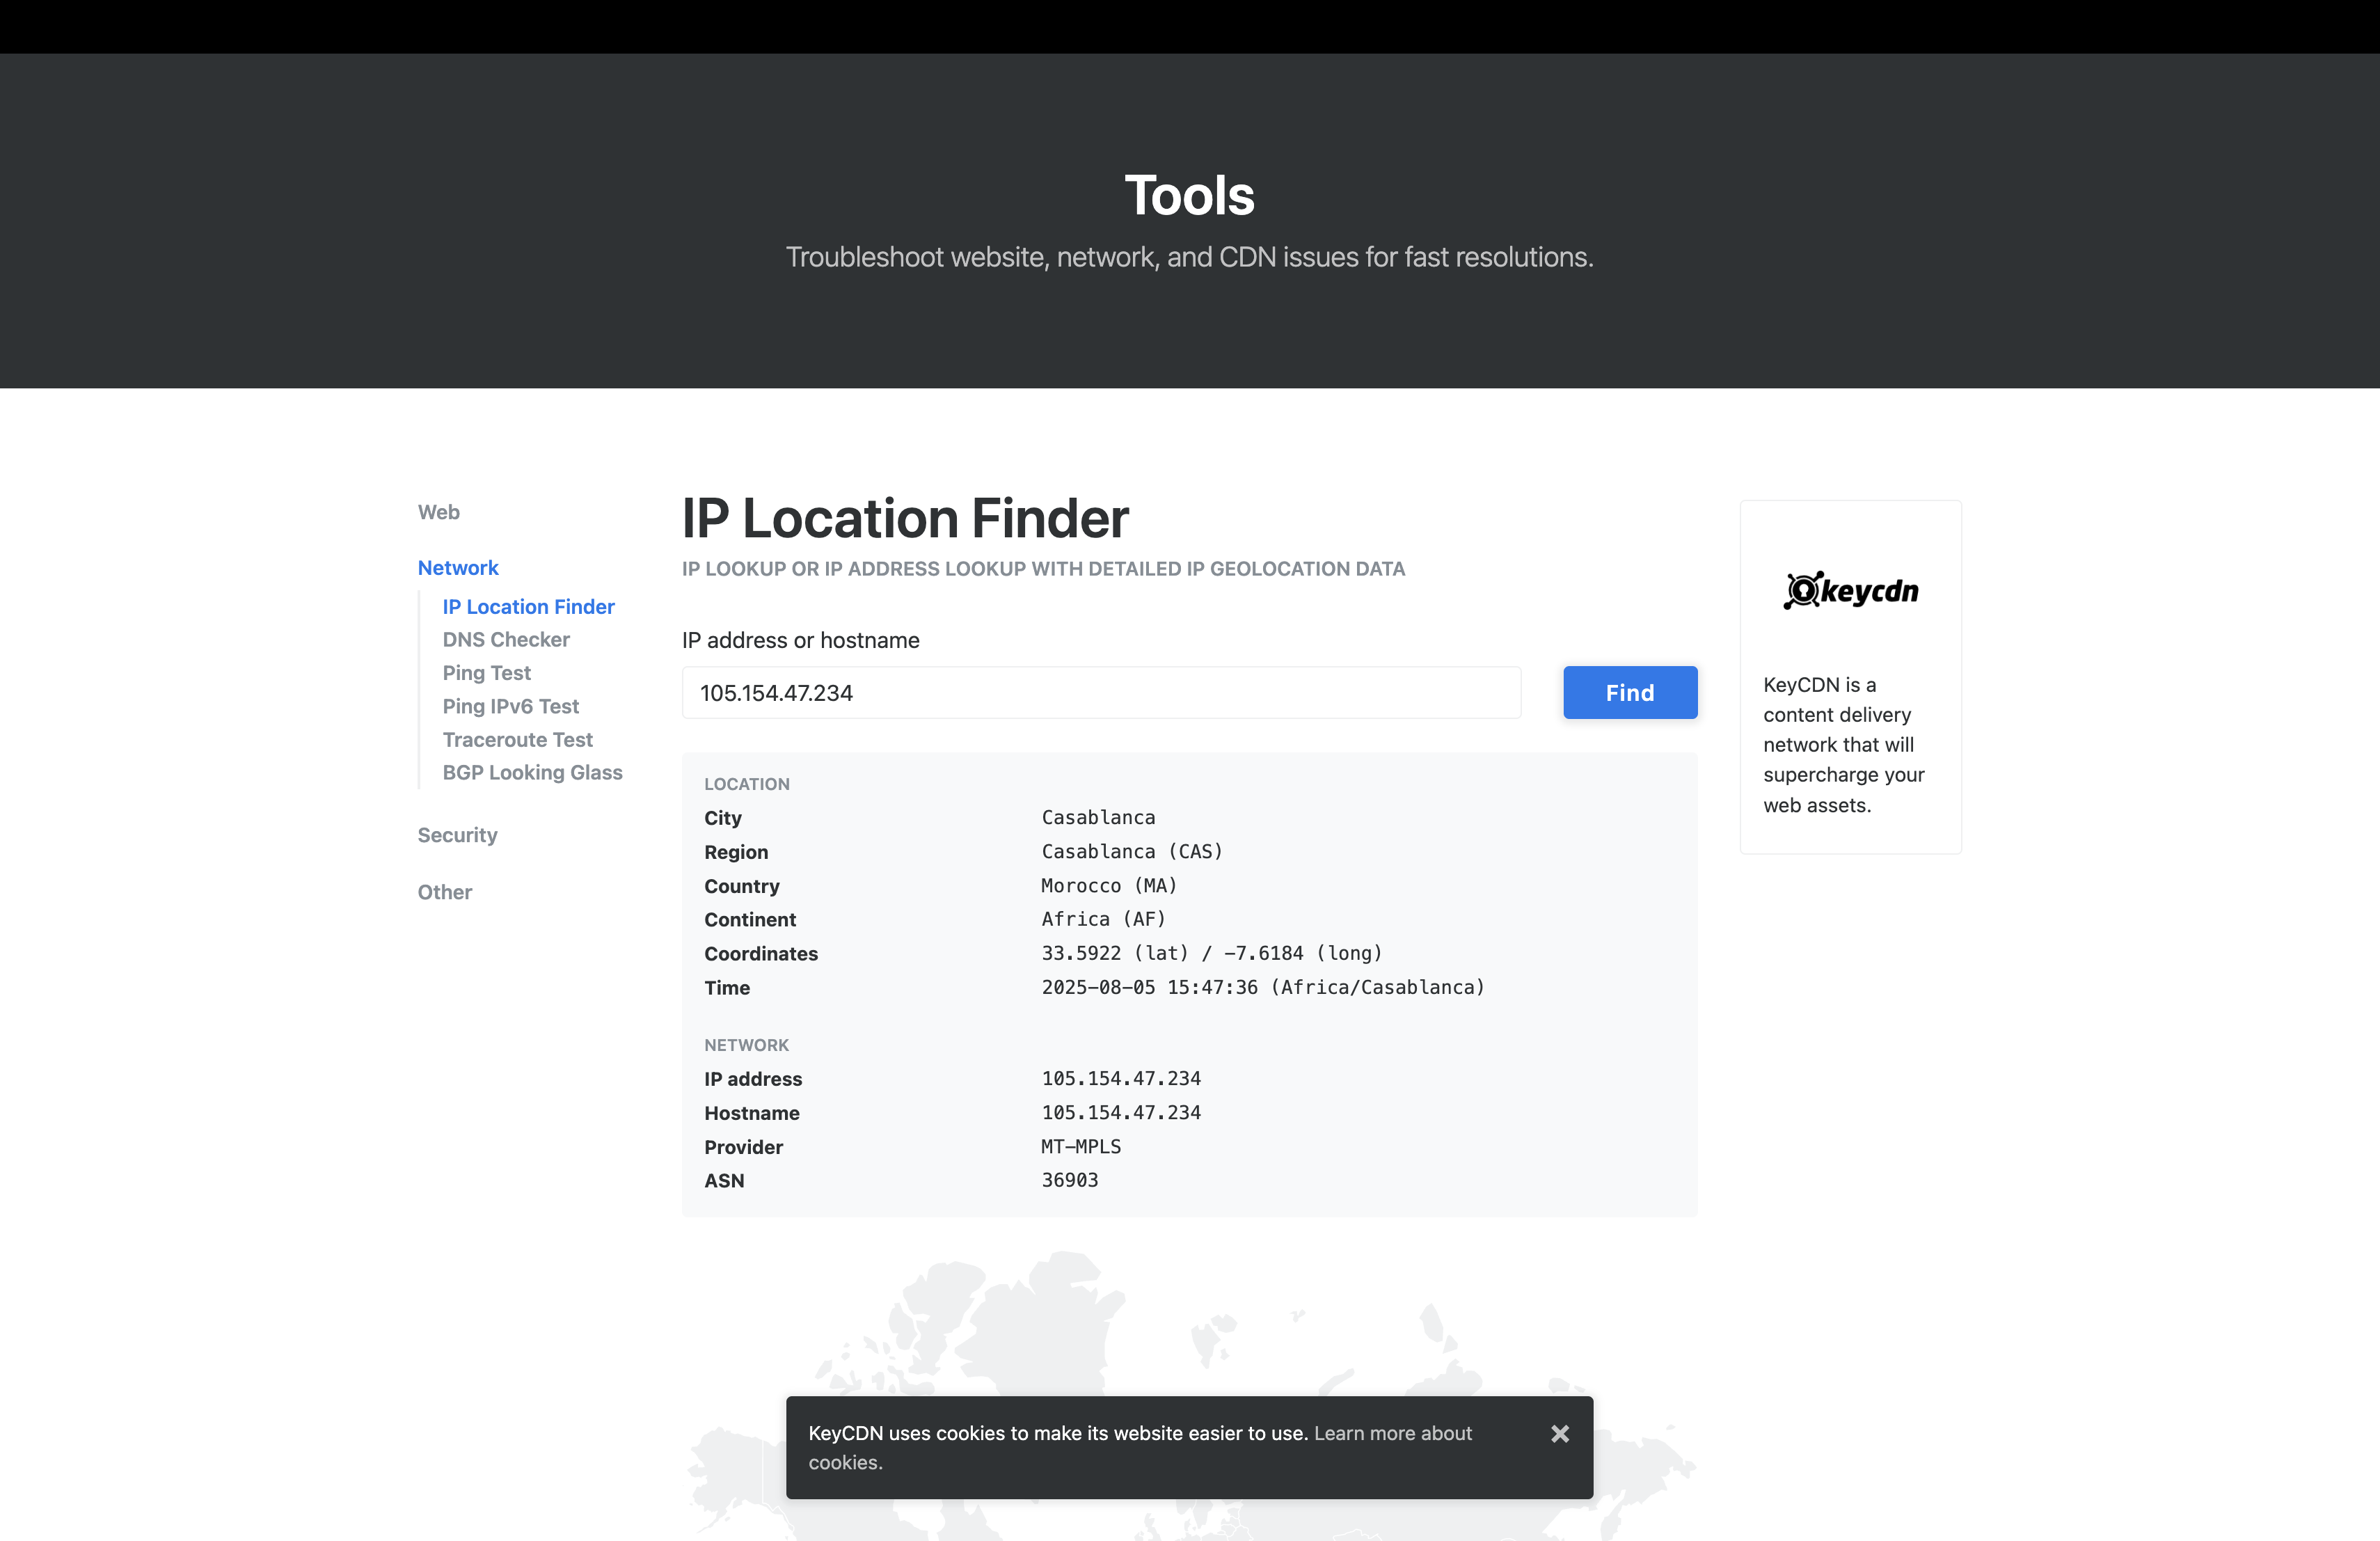 Tools
Troubleshoot website, network, and CDN issues for fast resolutions.
Web
Network
IP Location Finder
DNS Checker
Ping Test
Ping IPv6 Test
Traceroute Test
BGP Looking Glass
Security
Other
IP Location Finder
IP LOOKUP OR IP ADDRESS LOOKUP WITH DETAILED IP GEOLOCATION DATA
IP address or hostname
105.154.47.234
Find
LOCATION
City Casablanca
Region Casablanca (CAS)
Country Morocco (MA)
Continent Africa (AF)
Coordinates 33.5922 (lat) / -7.6184 (long)
Time 2025-08-05 15:47:36 (Africa/Casablanca)
NETWORK
IP address 105.154.47.234
Hostname 105.154.47.234
Provider MT-MPLS
ASN 36903
keycdn
KeyCDN is a
content delivery
network that will
supercharge your
web assets.
KeyCDN uses cookies to make its website easier to use. Learn more about
cookies.